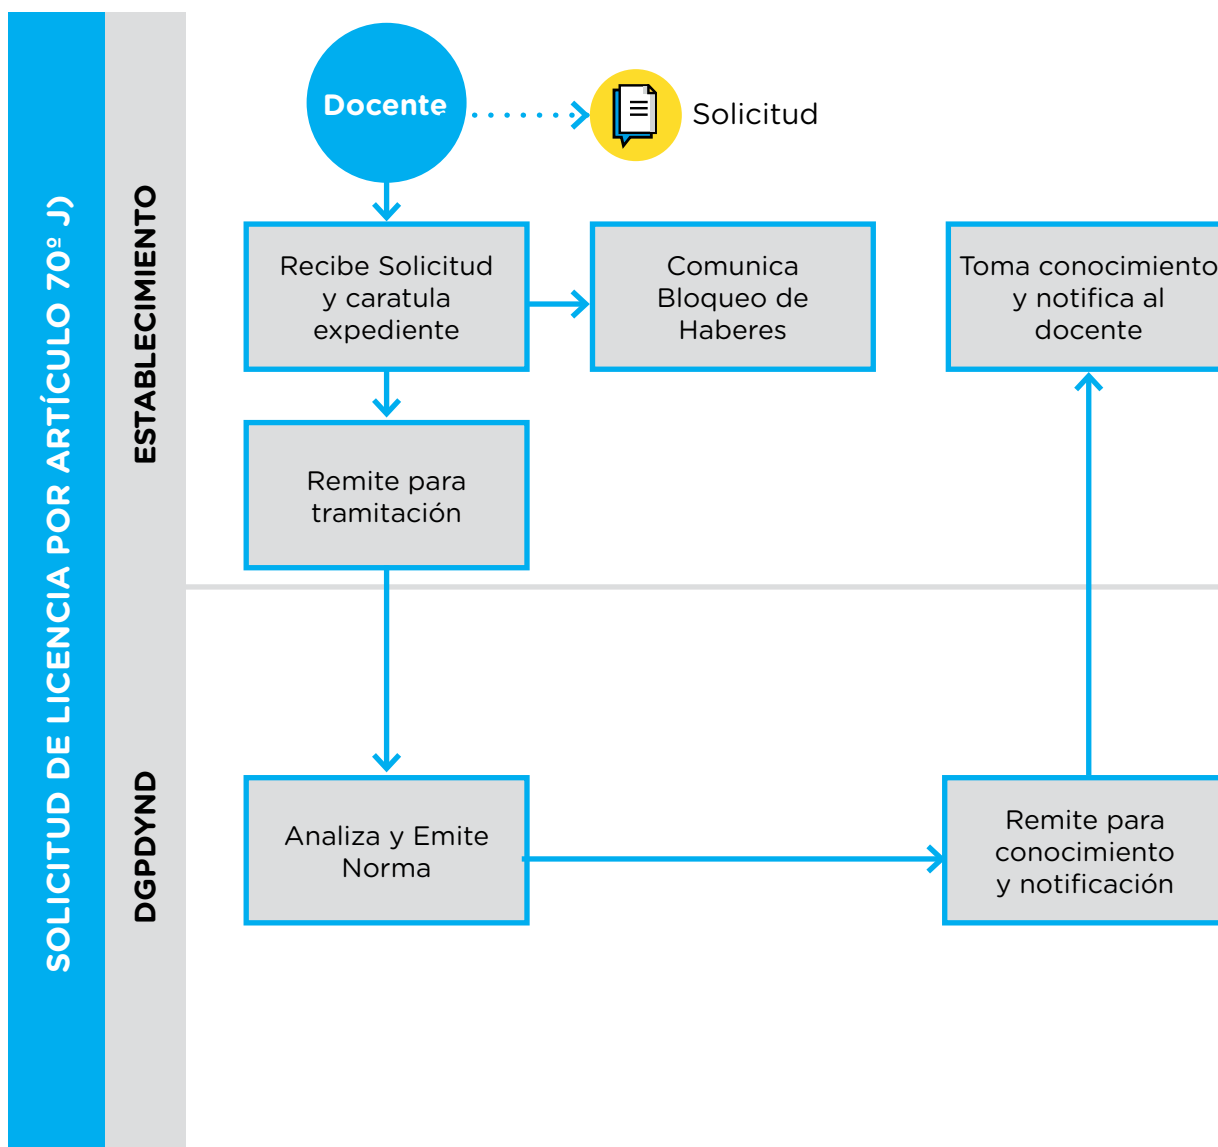 SOLICITUD DE LICENCIA POR ARTÍCULO 70º J)
ESTABLECIMIENTO
Docente
Solicitud
Recibe Solicitud
y caratula
expediente
Comunica
Bloqueo de
Haberes
Toma conocimiento
y notifica al
docente
Remite para
tramitación
DGPDYND
Analiza y Emite
Norma
Remite para
conocimiento
y notificación